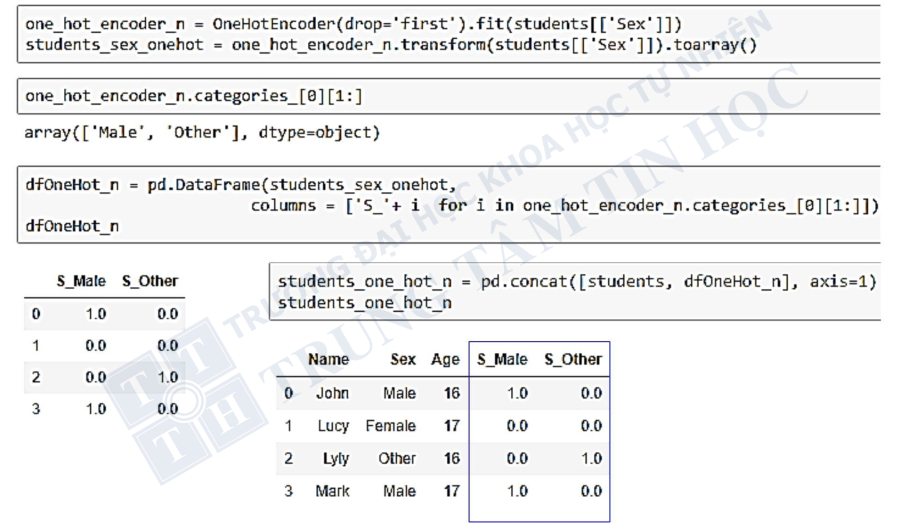 one_hot_encoder_n = OneHotEncoder(drop='first').fit(students[['Sex']])
students_sex_onehot = one_hot_encoder_n.transform(students[['Sex']]).toarray()
one_hot_encoder_n.categories_[0][1:]
array(['Male', 'Other'], dtype=object)
dfOneHot_n = pd.DataFrame(students_sex_onehot,
columns = ['S_'+ i for i in one_hot_encoder_n.categories_[0][1:]])
dfOneHot_n
S_Male S_Other
0 1.0 0.0
1 0.0 0.0
2 0.0 1.0
3 1.0 0.0
students_one_hot_n = pd.concat([students, dfOneHot_n], axis=1)
students_one_hot_n
Name Sex Age S_Male S_Other
0 John Male 16 1.0 0.0
1 Lucy Female 17 0.0 0.0
2 Lyly Other 16 0.0 1.0
3 Mark Male 17 1.0 0.0
TRƯỜNG ĐẠI HỌC KHOA HỌC TỰ NHIÊN
TRUNG TÂM TIN HỌC
T T
T H